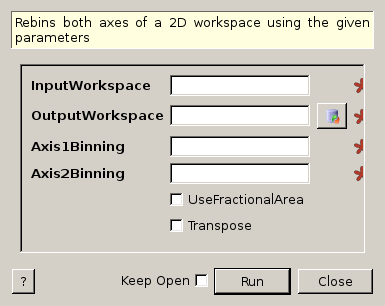 Rebins both axes of a 2D workspace using the given
parameters
InputWorkspace
OutputWorkspace
Axis1Binning
Axis2Binning
UseFractionalArea
Transpose
? Keep Open Run Close